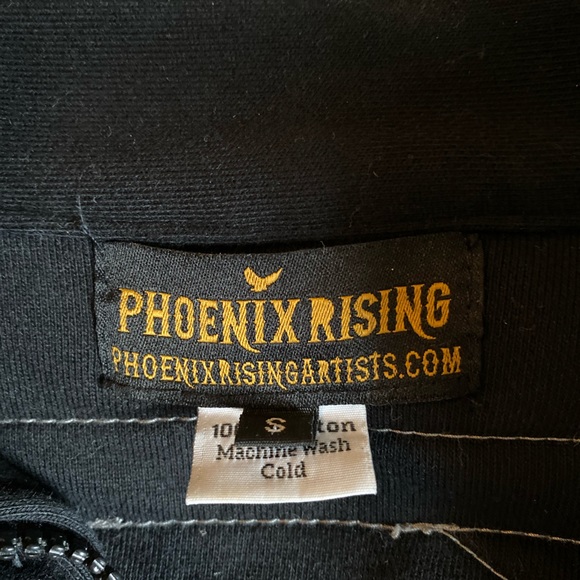 PHOENIX RISING
PHOENIXRISINGARTISTS.COM
S
Machine Wash
Cold